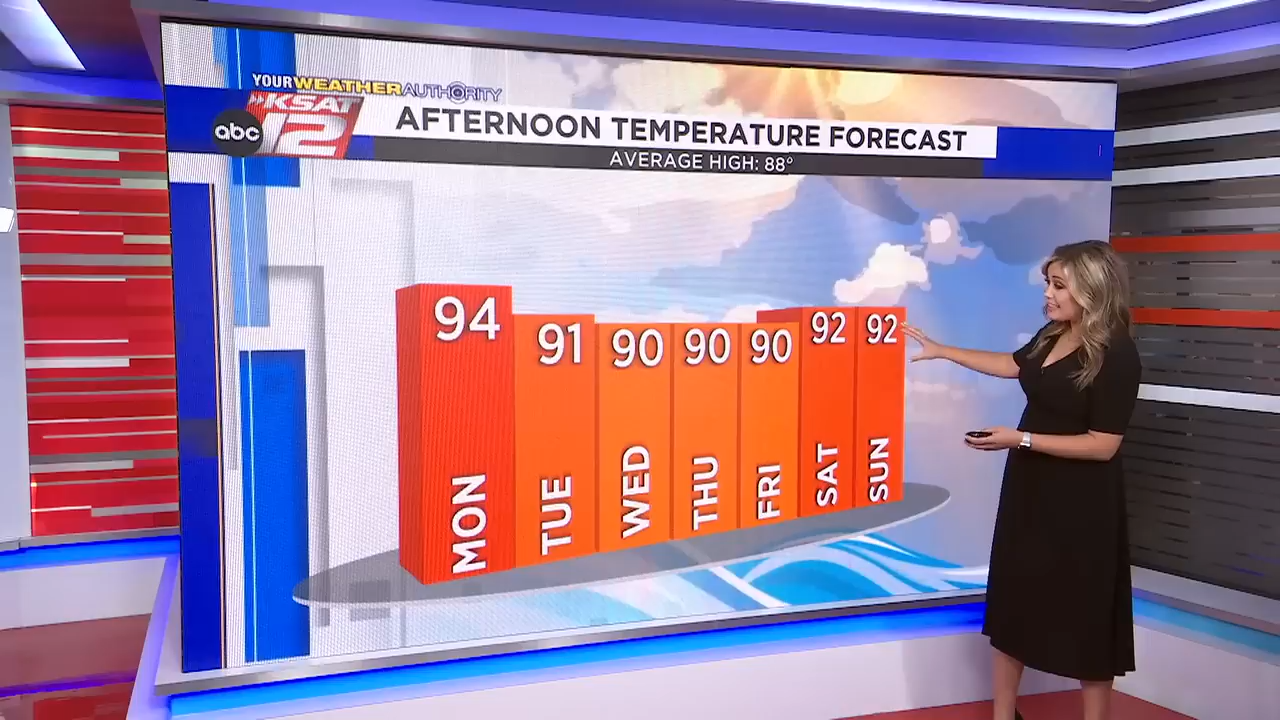 YOUR WEATHER AUTHORITY
abc KSAT 12
AFTERNOON TEMPERATURE FORECAST
AVERAGE HIGH: 88°
94 91 90 90 90 92 92
MON TUE WED THU FRI SAT SUN